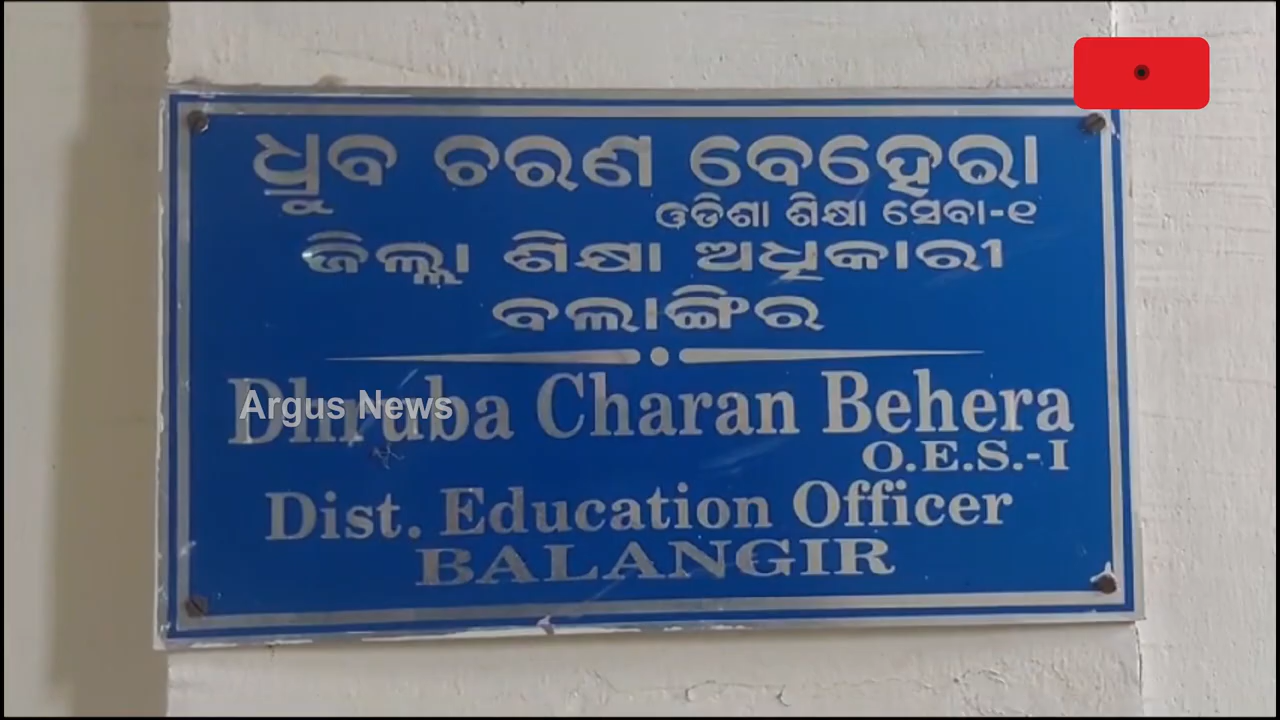 ଧ୍ରୁବ ଚରଣ ବେହେରା
ଓଡିଶା ଶିକ୍ଷା ସେବା-୧
ଜିଲ୍ଲା ଶିକ୍ଷା ଅଧିକାରୀ
ବଲାଙ୍ଗିର
Dhruba Charan Behera
Argus News
O.E.S.-I
Dist. Education Officer
BALANGIR